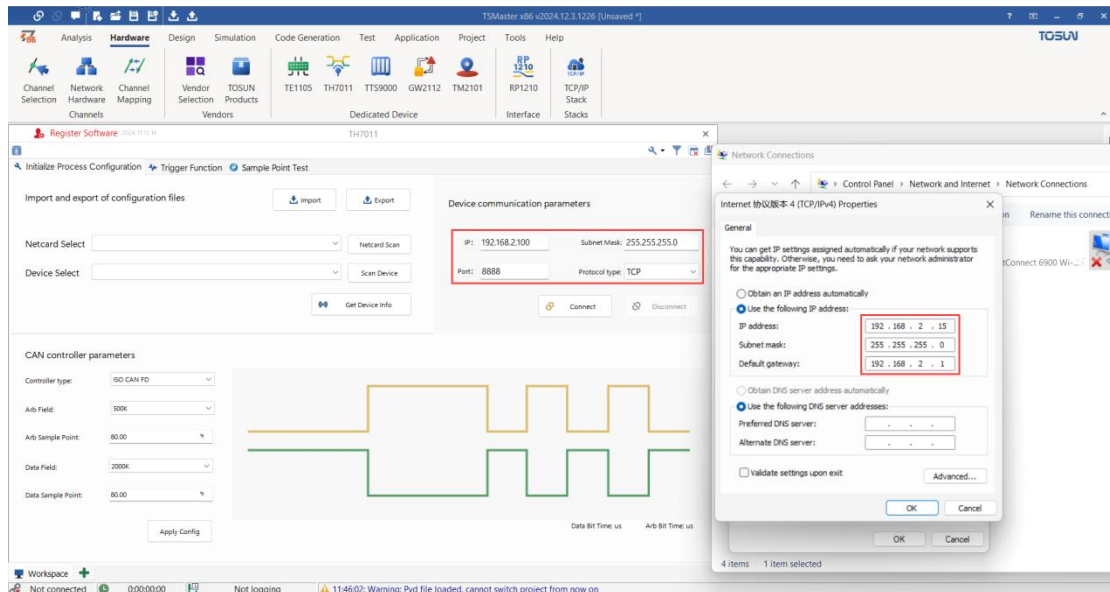 TSMaster x86 v2024.12.3.1226 [Unsaved *]
Analysis Hardware Design Simulation Code Generation Test Application Project Tools Help
TOSUN
RP
1210
TCP/IP
Channel Selection
Network Hardware
Channel Mapping
Vendor Selection
TOSUN Products
TE1105
TH7011
TTS9000
GW2112
TM2101
RP1210
TCP/IP Stack
Channels
Vendors
Dedicated Device
Interface
Stacks
Register Software
TH7011
Initialize Process Configuration Trigger Function Sample Point Test
Import and export of configuration files
Import
Export
Netcard Select
Netcard Scan
Device Select
Scan Device
Get Device Info
Device communication parameters
IP: 192.168.2.100 Subnet Mask: 255.255.255.0
Port: 8888 Protocol type: TCP
Connect
Disconnect
CAN controller parameters
Controller type: ISO CAN FD
Arb Field: 500K
Arb Sample Point: 80.00 %
Data Field: 2000K
Data Sample Point: 80.00 %
Apply Config
Data Bit Time: us Arb Bit Time: us
Workspace
Not connected 0:00:00:00 Not logging 11:46:02: Warning: Pyd file loaded, cannot switch project from now on
Network Connections
Control Panel > Network and Internet > Network Connections
Rename this connecti
tConnect 6900 Wi-
Internet 协议版本 4 (TCP/IPv4) Properties
General
You can get IP settings assigned automatically if your network supports
this capability. Otherwise, you need to ask your network administrator
for the appropriate IP settings.
Obtain an IP address automatically
Use the following IP address:
IP address: 192 . 168 . 2 . 15
Subnet mask: 255 . 255 . 255 . 0
Default gateway: 192 . 168 . 2 . 1
Obtain DNS server address automatically
Use the following DNS server addresses:
Preferred DNS server: . . .
Alternate DNS server: . . .
Validate settings upon exit
Advanced...
OK Cancel
OK Cancel
4 items 1 item selected